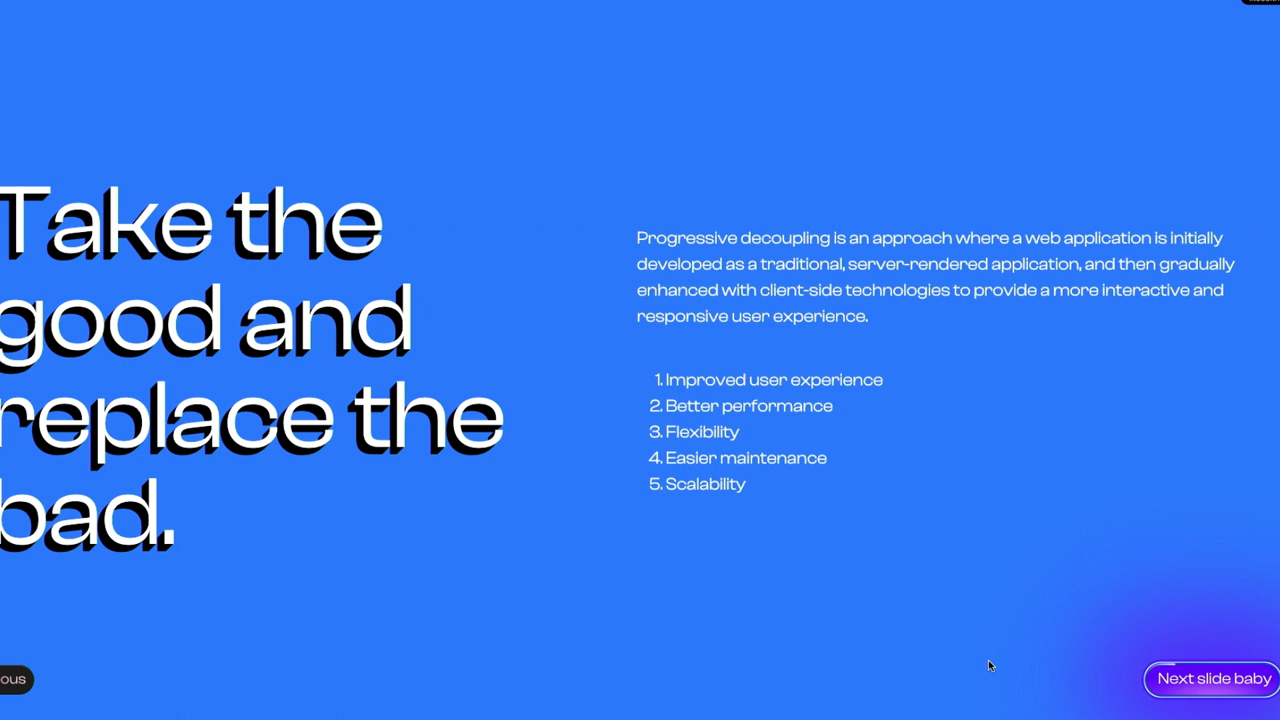 Take the
good and
replace the
bad.
Progressive decoupling is an approach where a web application is initially
developed as a traditional, server-rendered application, and then gradually
enhanced with client-side technologies to provide a more interactive and
responsive user experience.
1. Improved user experience
2. Better performance
3. Flexibility
4. Easier maintenance
5. Scalability
ous
Next slide baby